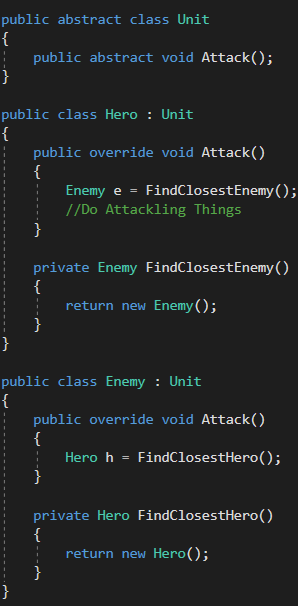 public abstract class Unit
{
public abstract void Attack();
}
public class Hero : Unit
{
public override void Attack()
{
Enemy e = FindClosestEnemy();
//Do Attackling Things
}
private Enemy FindClosestEnemy()
{
return new Enemy();
}
}
public class Enemy : Unit
{
public override void Attack()
{
Hero h = FindClosestHero();
}
private Hero FindClosestHero()
{
return new Hero();
}
}